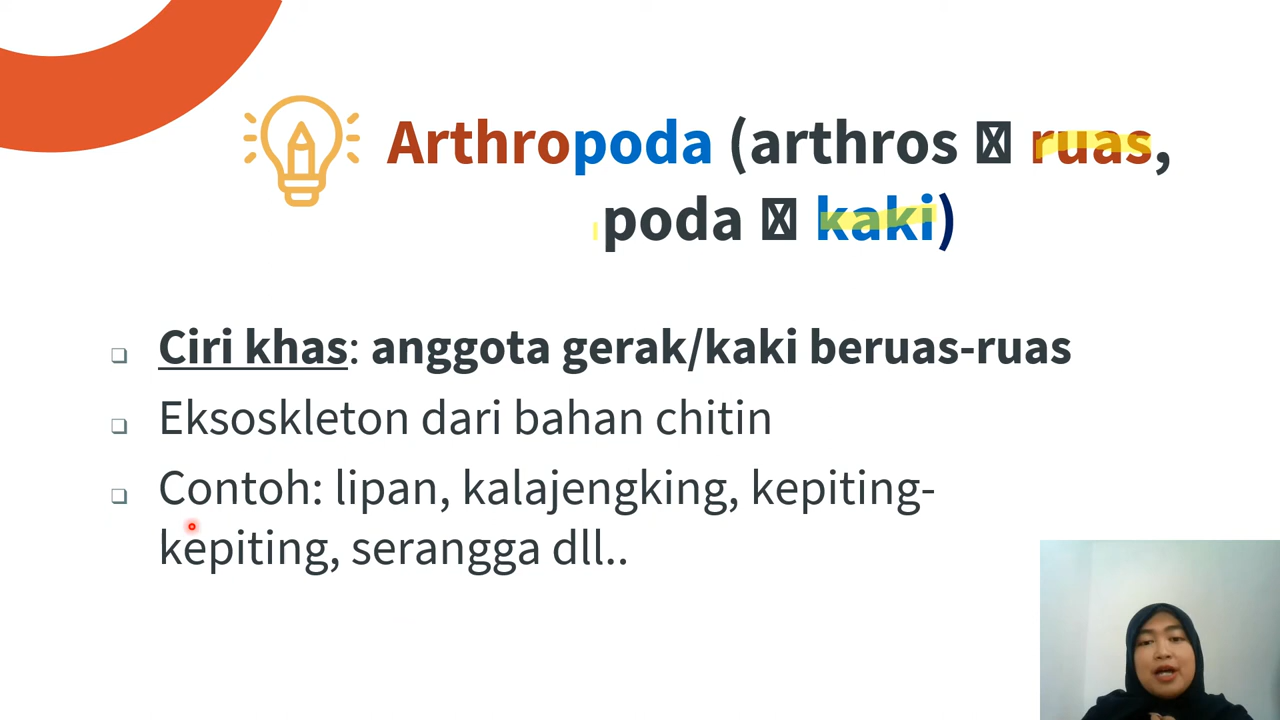 Arthropoda (arthros  ruas,
poda  kaki)
❑ Ciri khas: anggota gerak/kaki beruas-ruas
❑ Eksoskleton dari bahan chitin
❑ Contoh: lipan, kalajengking, kepiting-
kepiting, serangga dll..